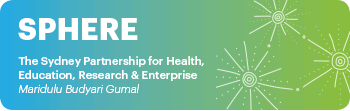 SPHERE
The Sydney Partnership for Health,
Education, Research & Enterprise
Maridulu Budyari Gumal